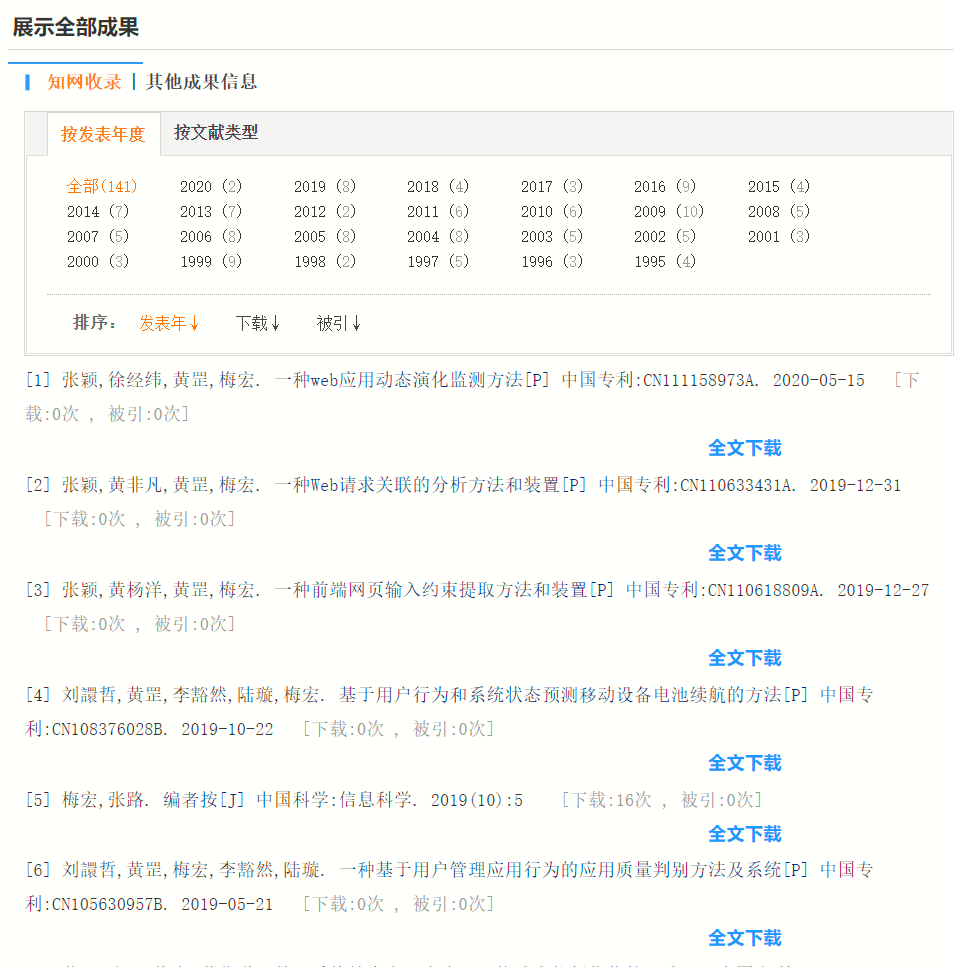 展示全部成果
知网收录 | 其他成果信息
按发表年度 按文献类型
全部(141) 2020 (2) 2019 (8) 2018 (4) 2017 (3) 2016 (9) 2015 (4)
2014 (7) 2013 (7) 2012 (2) 2011 (6) 2010 (6) 2009 (10) 2008 (5)
2007 (5) 2006 (8) 2005 (8) 2004 (8) 2003 (5) 2002 (5) 2001 (3)
2000 (3) 1999 (9) 1998 (2) 1997 (5) 1996 (3) 1995 (4)
排序： 发表年↓ 下载↓ 被引↓
[1] 张颖,徐经纬,黄罡,梅宏. 一种web应用动态演化监测方法[P] 中国专利:CN111158973A. 2020-05-15 [下
载:0次 , 被引:0次]
全文下载
[2] 张颖,黄非凡,黄罡,梅宏. 一种Web请求关联的分析方法和装置[P] 中国专利:CN110633431A. 2019-12-31
[下载:0次 , 被引:0次]
全文下载
[3] 张颖,黄杨洋,黄罡,梅宏. 一种前端网页输入约束提取方法和装置[P] 中国专利:CN110618809A. 2019-12-27
[下载:0次 , 被引:0次]
全文下载
[4] 刘譞哲,黄罡,李豁然,陆璇,梅宏. 基于用户行为和系统状态预测移动设备电池续航的方法[P] 中国专
利:CN108376028B. 2019-10-22 [下载:0次 , 被引:0次]
全文下载
[5] 梅宏,张路. 编者按[J] 中国科学:信息科学. 2019(10):5 [下载:16次 , 被引:0次]
全文下载
[6] 刘譞哲,黄罡,梅宏,李豁然,陆璇. 一种基于用户管理应用行为的应用质量判别方法及系统[P] 中国专
利:CN105630957B. 2019-05-21 [下载:0次 , 被引:0次]
全文下载